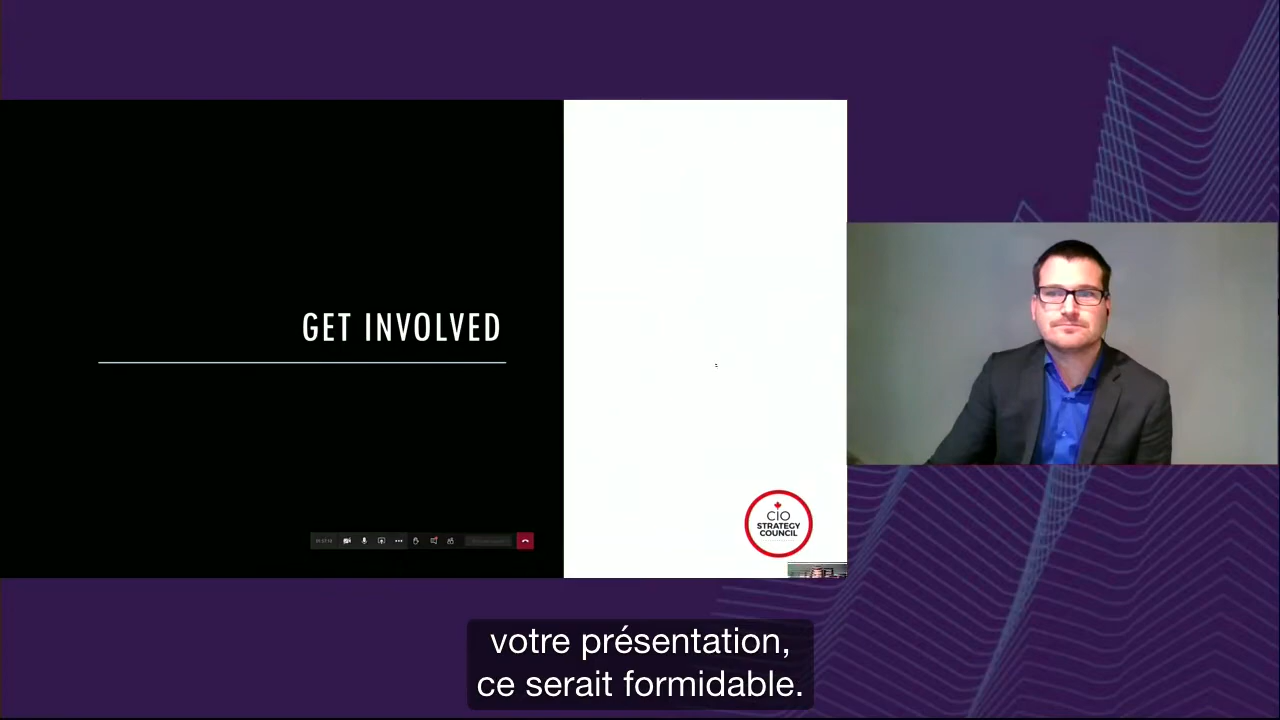 GET INVOLVED
CIO
STRATEGY
COUNCIL
votre présentation,
ce serait formidable.